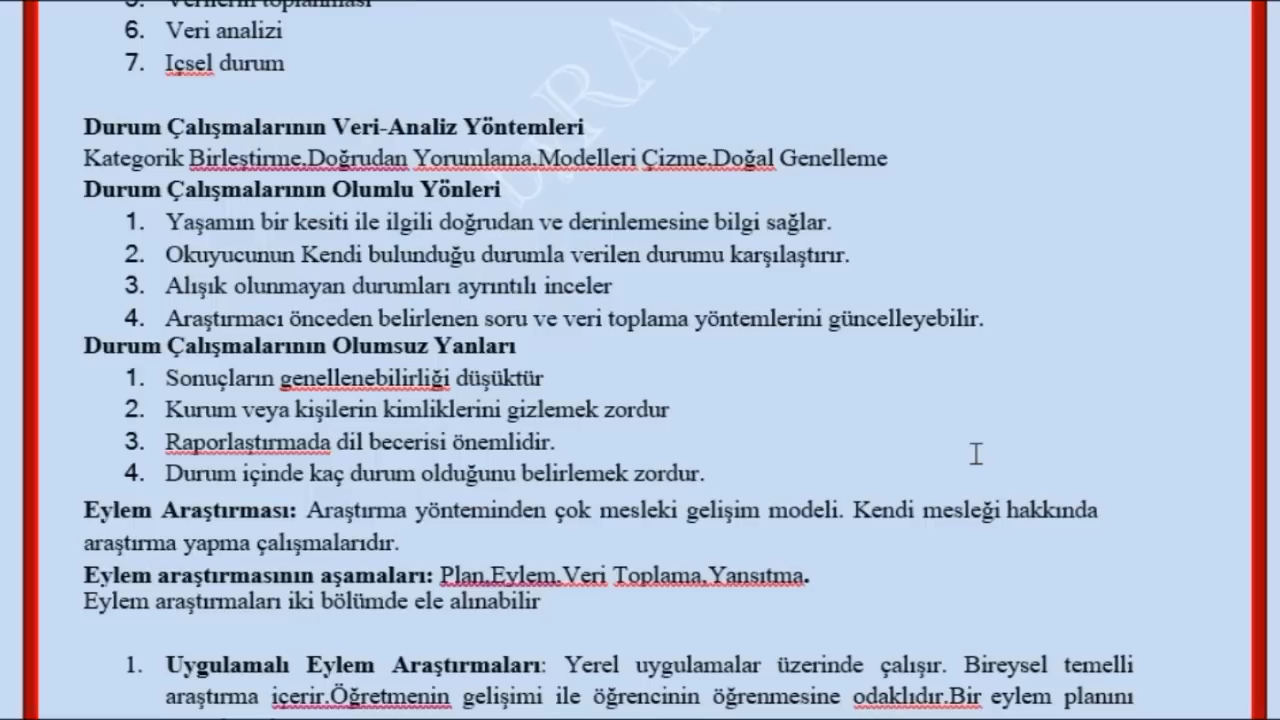 5. Verilerin toplanması
6. Veri analizi
7. Içsel durum
Durum Çalışmalarının Veri-Analiz Yöntemleri
Kategorik Birleştirme,Doğrudan Yorumlama,Modelleri Çizme,Doğal Genelleme
Durum Çalışmalarının Olumlu Yönleri
1. Yaşamın bir kesiti ile ilgili doğrudan ve derinlemesine bilgi sağlar.
2. Okuyucunun Kendi bulunduğu durumla verilen durumu karşılaştırır.
3. Alışık olunmayan durumları ayrıntılı inceler
4. Araştırmacı önceden belirlenen soru ve veri toplama yöntemlerini güncelleyebilir.
Durum Çalışmalarının Olumsuz Yanları
1. Sonuçların genellenebilirliği düşüktür
2. Kurum veya kişilerin kimliklerini gizlemek zordur
3. Raporlaştırmada dil becerisi önemlidir.
4. Durum içinde kaç durum olduğunu belirlemek zordur.
Eylem Araştırması: Araştırma yönteminden çok mesleki gelişim modeli. Kendi mesleği hakkında
araştırma yapma çalışmalarıdır.
Eylem araştırmasının aşamaları: Plan,Eylem,Veri Toplama,Yansıtma.
Eylem araştırmaları iki bölümde ele alınabilir
1. Uygulamalı Eylem Araştırmaları: Yerel uygulamalar üzerinde çalışır. Bireysel temelli
araştırma içerir,Öğretmenin gelişimi ile öğrencinin öğrenmesine odaklıdır.Bir eylem planını